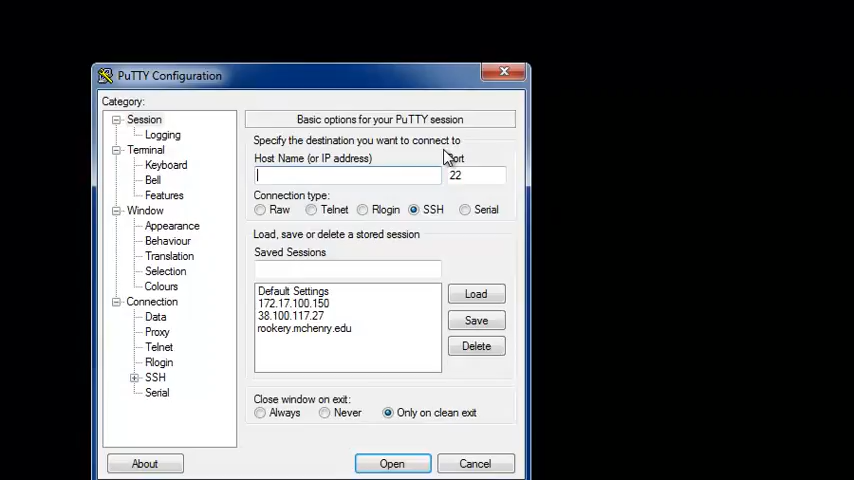 PuTTY Configuration
Category:
Session
Logging
Terminal
Keyboard
Bell
Features
Window
Appearance
Behaviour
Translation
Selection
Colours
Connection
Data
Proxy
Telnet
Rlogin
SSH
Serial
Basic options for your PuTTY session
Specify the destination you want to connect to
Host Name (or IP address)
22
Connection type:
Raw Telnet Rlogin SSH Serial
Load, save or delete a stored session
Saved Sessions
Default Settings
172.17.100.150
38.100.117.27
rookery.mchenry.edu
Load
Save
Delete
Close window on exit:
Always Never Only on clean exit
About Open Cancel